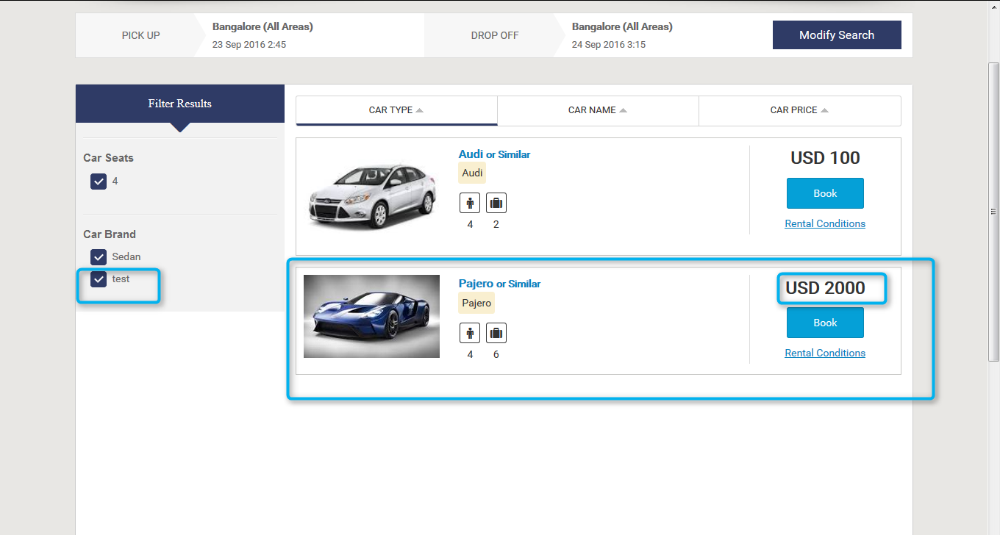 PICK UP
Bangalore (All Areas)
23 Sep 2016 2:45
DROP OFF
Bangalore (All Areas)
24 Sep 2016 3:15
Modify Search
Filter Results
Car Seats
4
Car Brand
Sedan
test
CAR TYPE
CAR NAME
CAR PRICE
Audi or Similar
Audi
4 2
USD 100
Book
Rental Conditions
Pajero or Similar
Pajero
4 6
USD 2000
Book
Rental Conditions